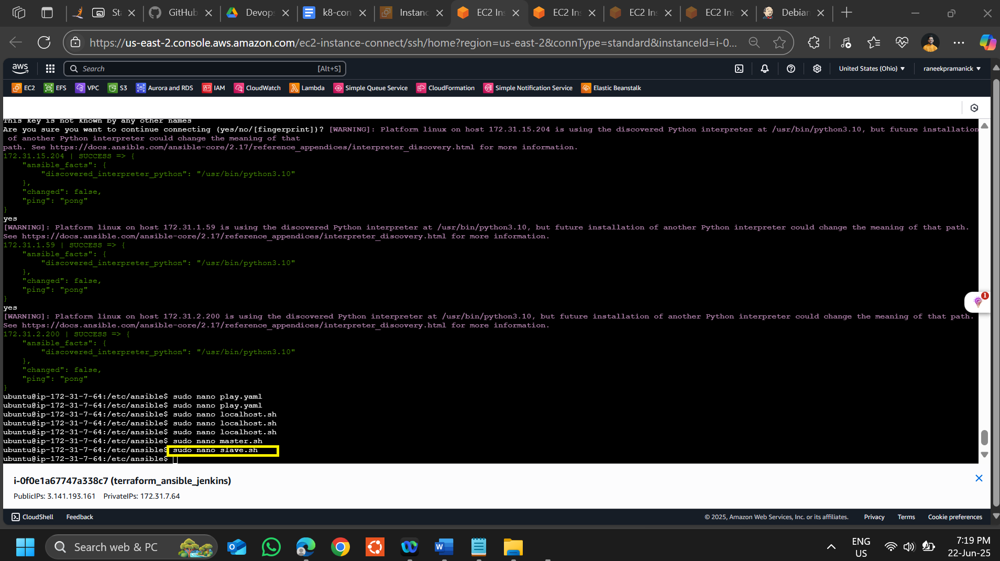 St
GitHub
Devops
k8-con
Instanc
EC2 Ins
EC2 Ins
EC2 Ins
EC2 Ins
Debian
https://us-east-2.console.aws.amazon.com/ec2-instance-connect/ssh/home?region=us-east-2&connType=standard&instanceId=i-0...
aws
Search
[Alt+S]
United States (Ohio)
raneekpramanick
EC2
EFS
VPC
S3
Aurora and RDS
IAM
CloudWatch
Lambda
Simple Queue Service
CloudFormation
Simple Notification Service
Elastic Beanstalk
This key is not known by any other names
Are you sure you want to continue connecting (yes/no/[fingerprint])? [WARNING]: Platform linux on host 172.31.15.204 is using the discovered Python interpreter at /usr/bin/python3.10, but future installation
of another Python interpreter could change the meaning of that
path. See https://docs.ansible.com/ansible-core/2.17/reference_appendices/interpreter_discovery.html for more information.
172.31.15.204 | SUCCESS => {
"ansible_facts": {
"discovered_interpreter_python": "/usr/bin/python3.10"
},
"changed": false,
"ping": "pong"
}
yes
[WARNING]: Platform linux on host 172.31.1.59 is using the discovered Python interpreter at /usr/bin/python3.10, but future installation of another Python interpreter could change the meaning of that path.
See https://docs.ansible.com/ansible-core/2.17/reference_appendices/interpreter_discovery.html for more information.
172.31.1.59 | SUCCESS => {
"ansible_facts": {
"discovered_interpreter_python": "/usr/bin/python3.10"
},
"changed": false,
"ping": "pong"
}
yes
[WARNING]: Platform linux on host 172.31.2.200 is using the discovered Python interpreter at /usr/bin/python3.10, but future installation of another Python interpreter could change the meaning of that path.
See https://docs.ansible.com/ansible-core/2.17/reference_appendices/interpreter_discovery.html for more information.
172.31.2.200 | SUCCESS => {
"ansible_facts": {
"discovered_interpreter_python": "/usr/bin/python3.10"
},
"changed": false,
"ping": "pong"
}
ubuntu@ip-172-31-7-64:/etc/ansible$ sudo nano play.yaml
ubuntu@ip-172-31-7-64:/etc/ansible$ sudo nano play.yaml
ubuntu@ip-172-31-7-64:/etc/ansible$ sudo nano localhost.sh
ubuntu@ip-172-31-7-64:/etc/ansible$ sudo nano localhost.sh
ubuntu@ip-172-31-7-64:/etc/ansible$ sudo nano localhost.sh
ubuntu@ip-172-31-7-64:/etc/ansible$ sudo nano master.sh
ubuntu@ip-172-31-7-64:/etc/ansible$ sudo nano slave.sh
ubuntu@ip-172-31-7-64:/etc/ansible$
1
i-0f0e1a67747a338c7 (terraform_ansible_jenkins)
PublicIPs: 3.141.193.161 PrivateIPs: 172.31.7.64
CloudShell
Feedback
© 2025, Amazon Web Services, Inc. or its affiliates.
Privacy
Terms
Cookie preferences
Search web & PC
ENG
US
7:19 PM
22-Jun-25